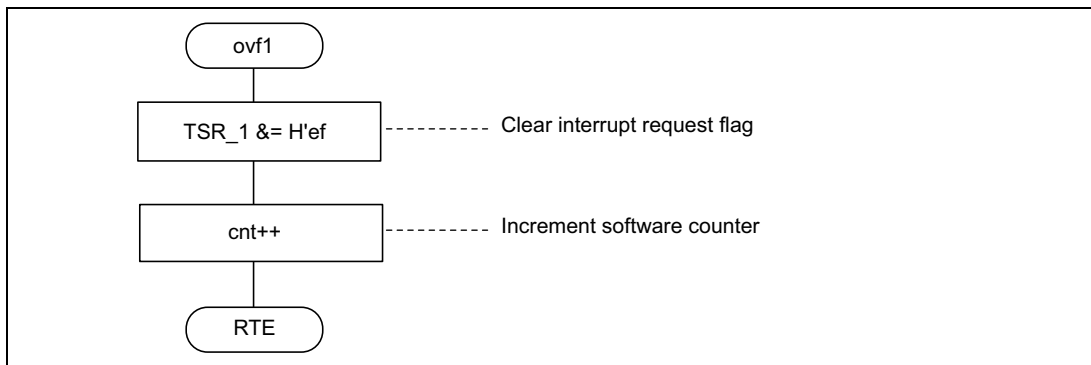 ovf1
TSR_1 &= H'ef
Clear interrupt request flag
cnt++
Increment software counter
RTE